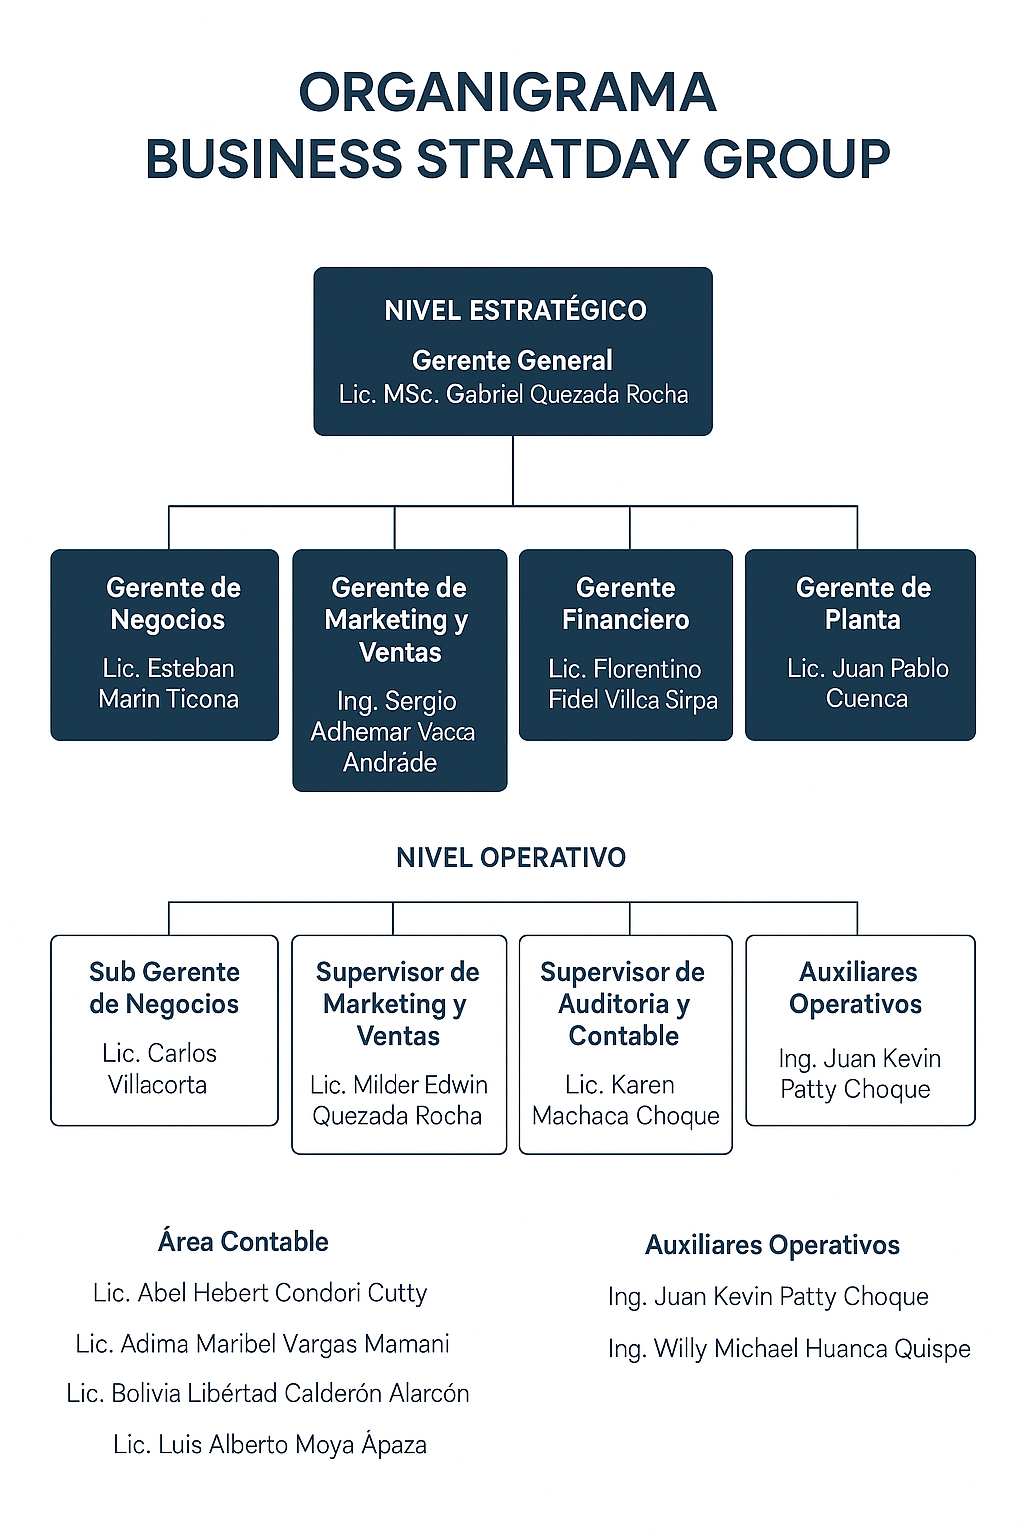 ORGANIGRAMA
BUSINESS STRATDAY GROUP
NIVEL ESTRATÉGICO
Gerente General
Lic. MSc. Gabriel Quezada Rocha
Gerente de
Negocios
Lic. Esteban
Marin Ticona
Gerente de
Marketing y
Ventas
Ing. Sergio
Adhemar Vacca
Andráde
Gerente
Financiero
Lic. Florentino
Fidel Villca Sirpa
Gerente de
Planta
Lic. Juan Pablo
Cuenca
NIVEL OPERATIVO
Sub Gerente
de Negocios
Lic. Carlos
Villacorta
Supervisor de
Marketing y
Ventas
Lic. Milder Edwin
Quezada Rocha
Supervisor de
Auditoria y
Contable
Lic. Karen
Machaca Choque
Auxiliares
Operativos
Ing. Juan Kevin
Patty Choque
Área Contable
Lic. Abel Hebert Condori Cutty
Lic. Adima Maribel Vargas Mamani
Lic. Bolivia Libértad Calderón Alarcón
Lic. Luis Alberto Moya Ápaza
Auxiliares Operativos
Ing. Juan Kevin Patty Choque
Ing. Willy Michael Huanca Quispe